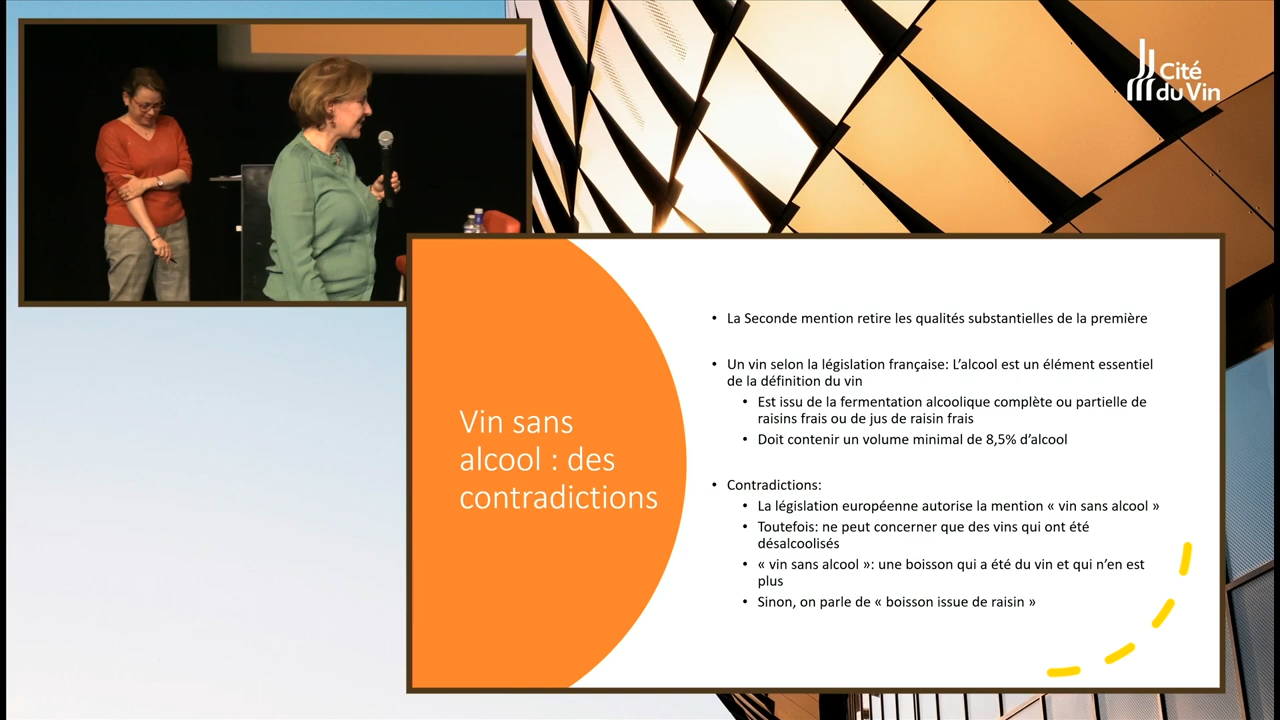 Cité
du Vin
Vin sans
alcool : des
contradictions
• La Seconde mention retire les qualités substantielles de la première
• Un vin selon la législation française: L’alcool est un élément essentiel
de la définition du vin
• Est issu de la fermentation alcoolique complète ou partielle de
raisins frais ou de jus de raisin frais
• Doit contenir un volume minimal de 8,5% d’alcool
• Contradictions:
• La législation européenne autorise la mention « vin sans alcool »
• Toutefois: ne peut concerner que des vins qui ont été
désalcoolisés
• « vin sans alcool »: une boisson qui a été du vin et qui n’en est
plus
• Sinon, on parle de « boisson issue de raisin »